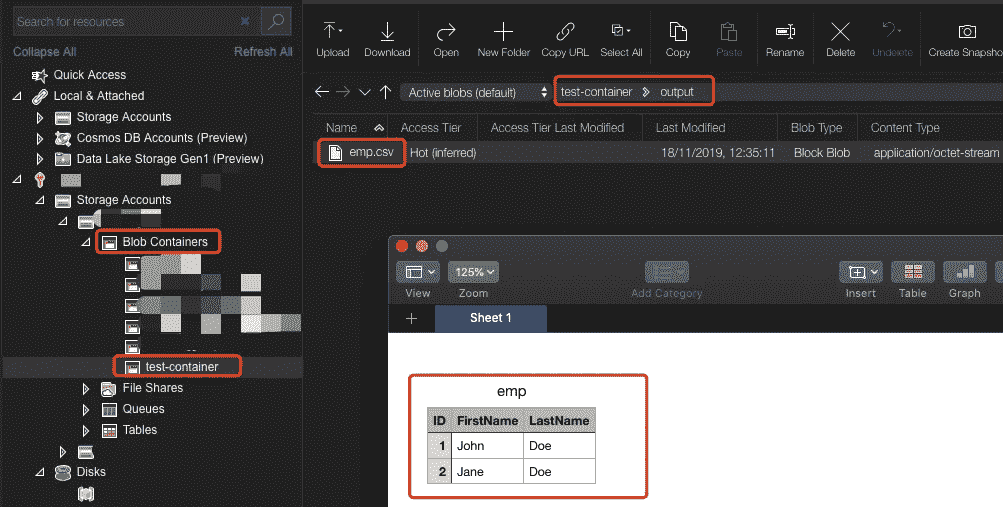 Search for resources
Collapse All Refresh All
Quick Access
Local & Attached
Storage Accounts
Cosmos DB Accounts (Preview)
Data Lake Storage Gen1 (Preview)
Storage Accounts
Blob Containers
test-container
File Shares
Queues
Tables
Disks
Upload Download Open New Folder Copy URL Select All Copy Paste Rename Delete Undelete Create Snapsho
Active blobs (default) test-container output
Name Access Tier Access Tier Last Modified Last Modified Blob Type Content Type
emp.csv Hot (inferred) 18/11/2019, 12:35:11 Block Blob application/octet-stream
125%
View Zoom Add Category Insert Table Graph
Sheet 1
emp
ID FirstName LastName
1 John Doe
2 Jane Doe